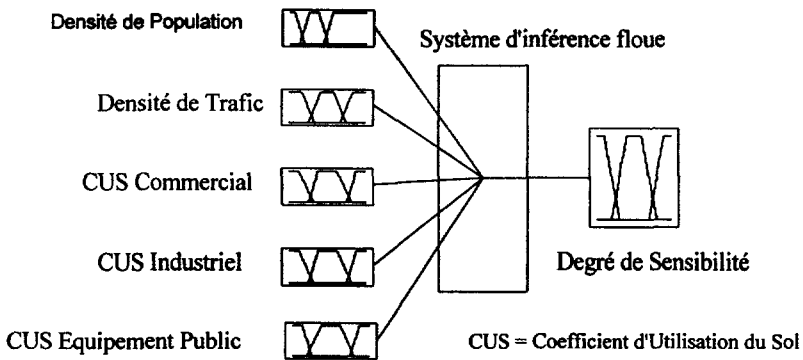 Densité de Population
Système d'inférence floue
Densité de Trafic
CUS Commercial
CUS Industriel
Degré de Sensibilité
CUS Equipement Public
CUS = Coefficient d'Utilisation du Sol